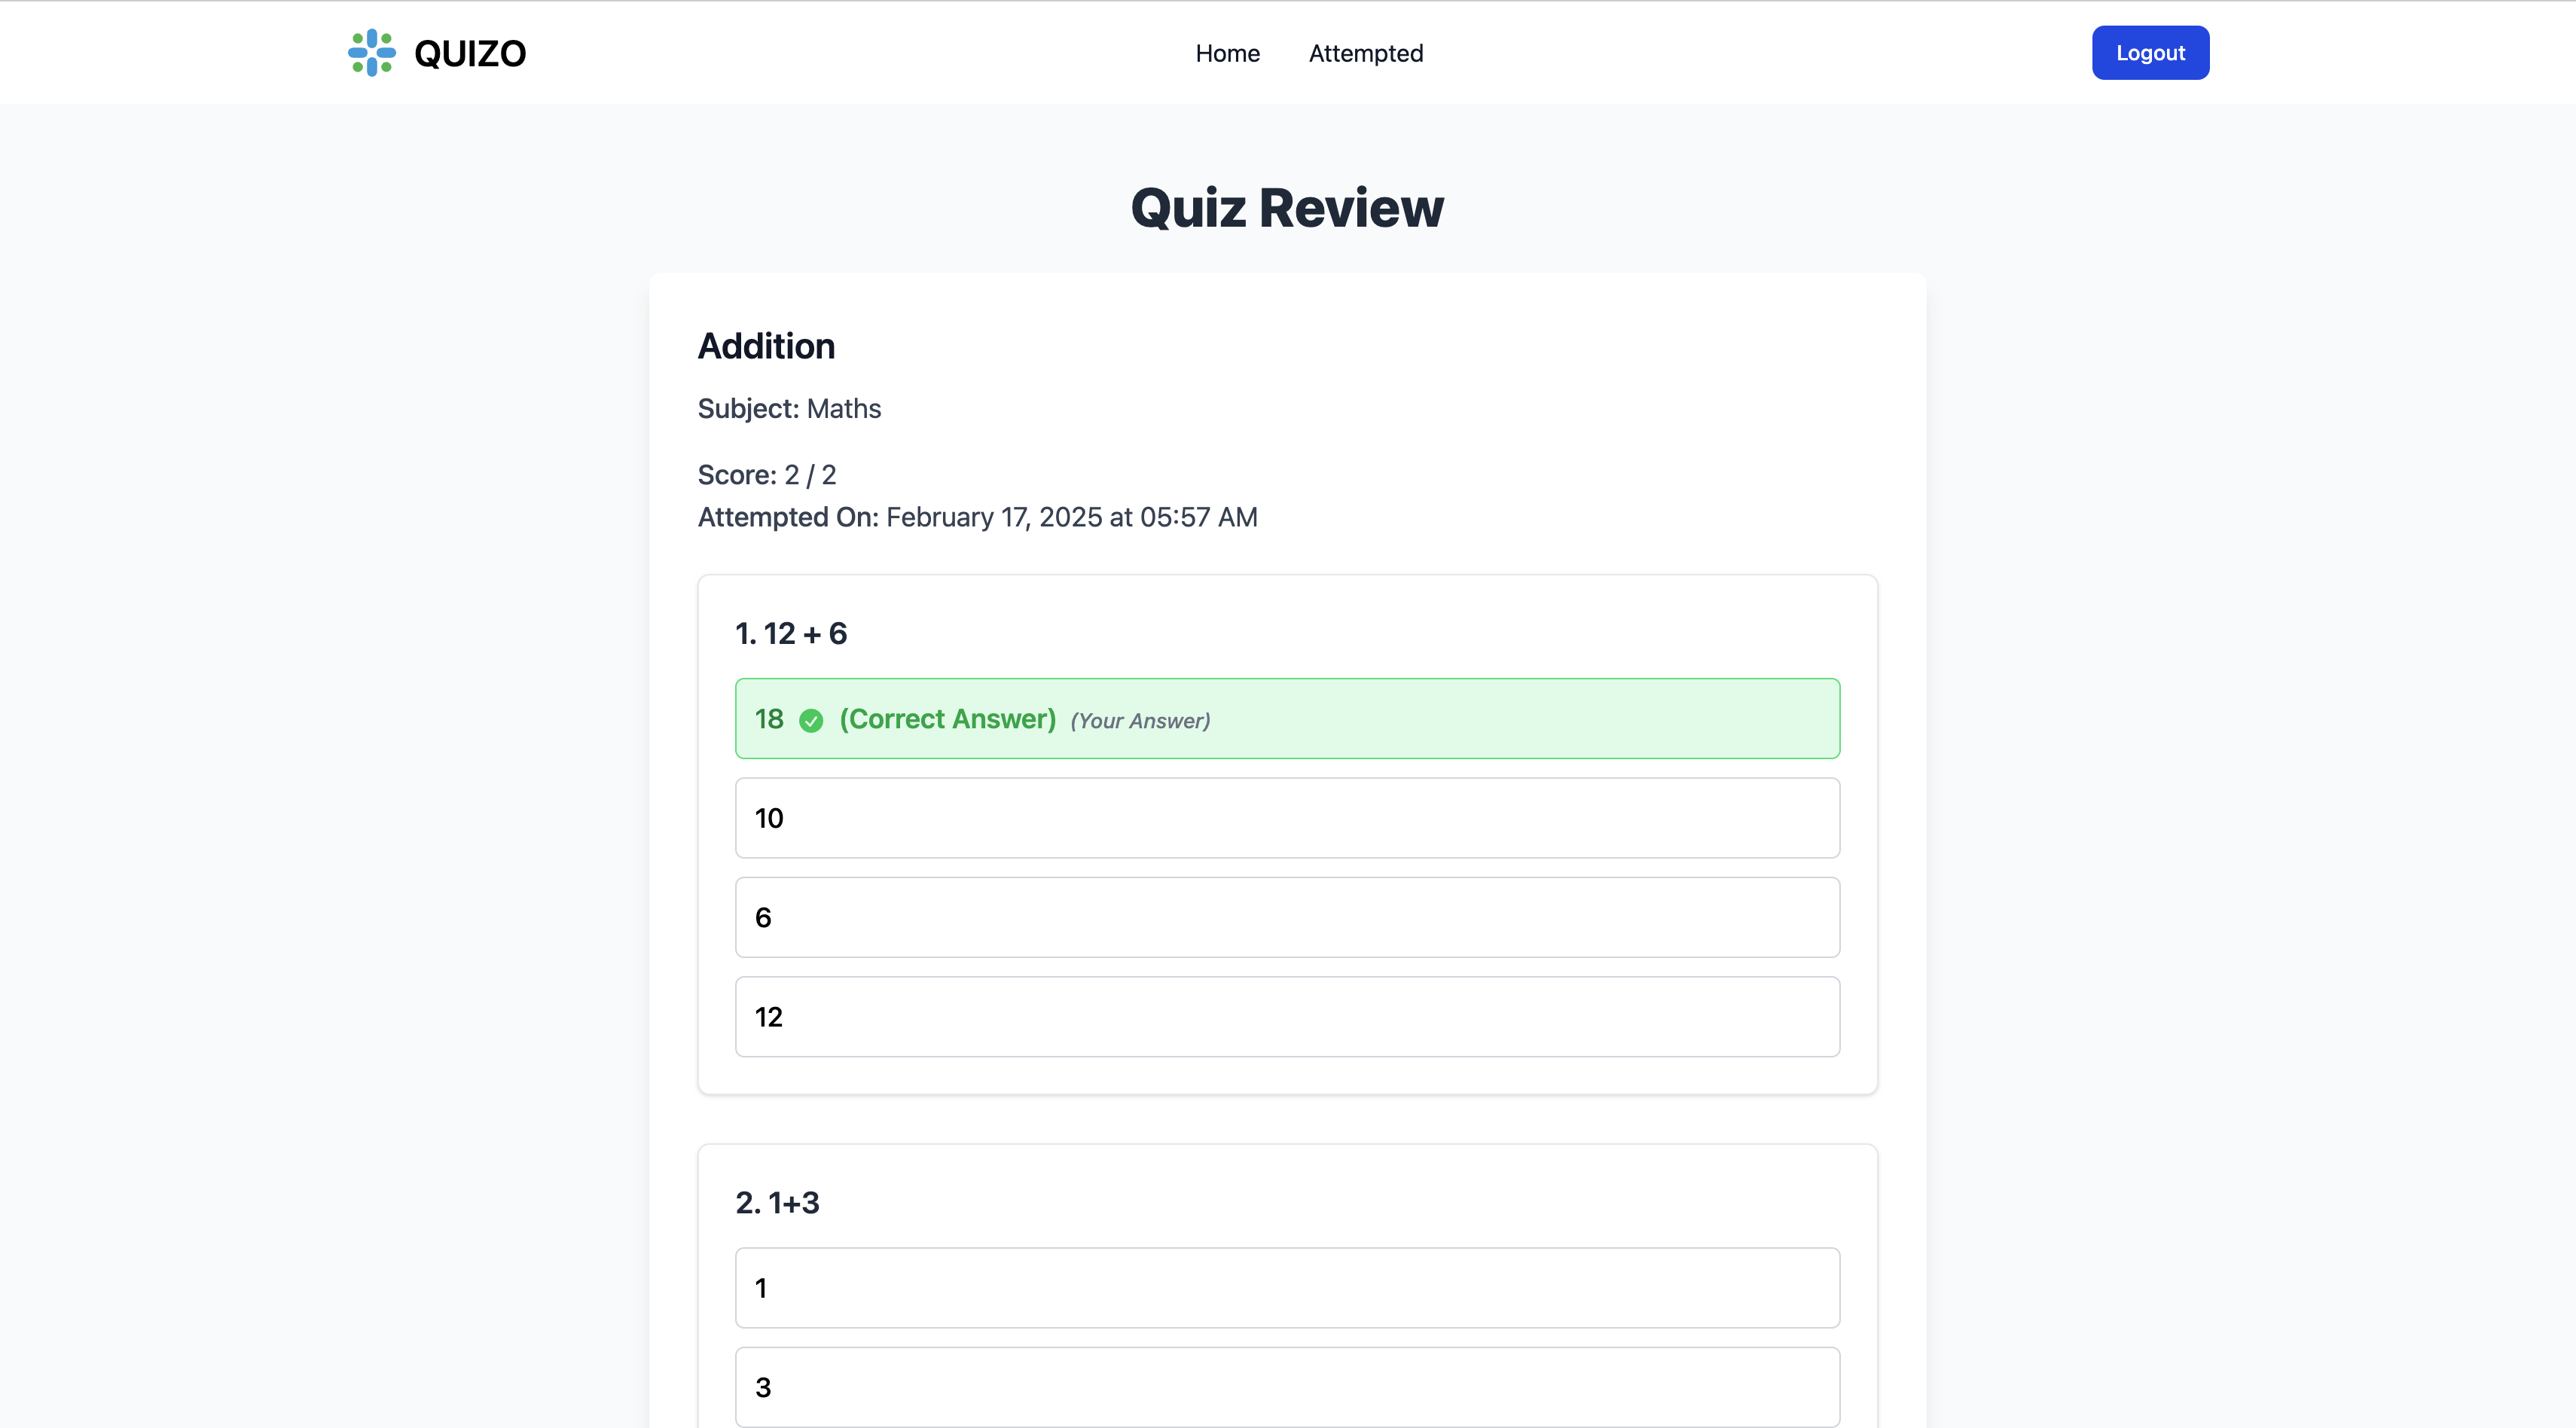 QUIZO
Home
Attempted
Logout
Quiz Review
Addition
Subject: Maths
Score: 2 / 2
Attempted On: February 17, 2025 at 05:57 AM
1. 12 + 6
18 (Correct Answer) (Your Answer)
10
6
12
2. 1+3
1
3